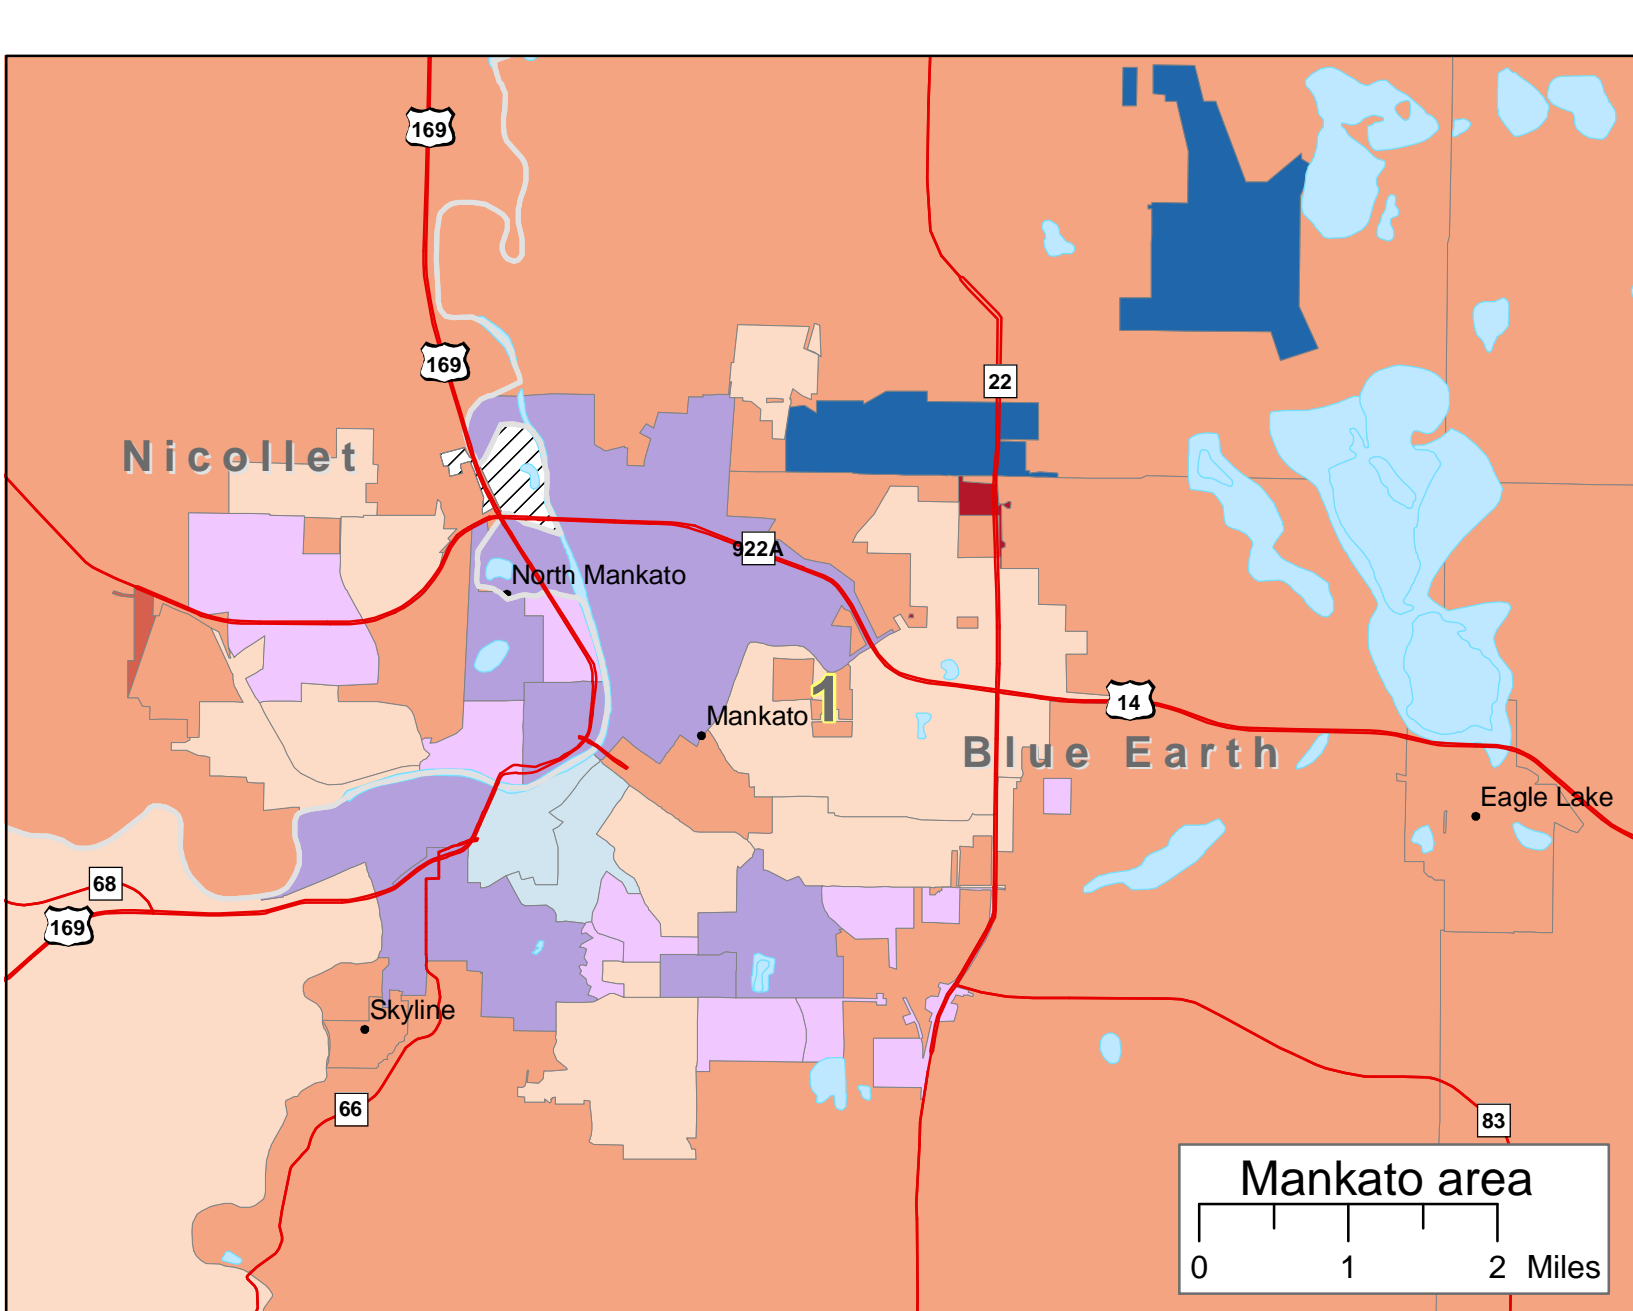 169
169
22
Nicollet
922A
North Mankato
1
14
Mankato
Blue Earth
Eagle Lake
68
169
Skyline
66
83
Mankato area
0 1 2 Miles